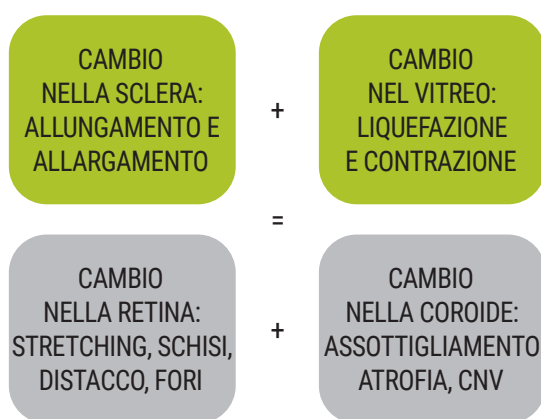 CAMBIO
NELLA SCLERA:
ALLUNGAMENTO E
ALLARGAMENTO
+
CAMBIO
NEL VITREO:
LIQUEFAZIONE
E CONTRAZIONE
=
CAMBIO
NELLA RETINA:
STRETCHING, SCHISI,
DISTACCO, FORI
+
CAMBIO
NELLA COROIDE:
ASSOTTIGLIAMENTO
ATROFIA, CNV